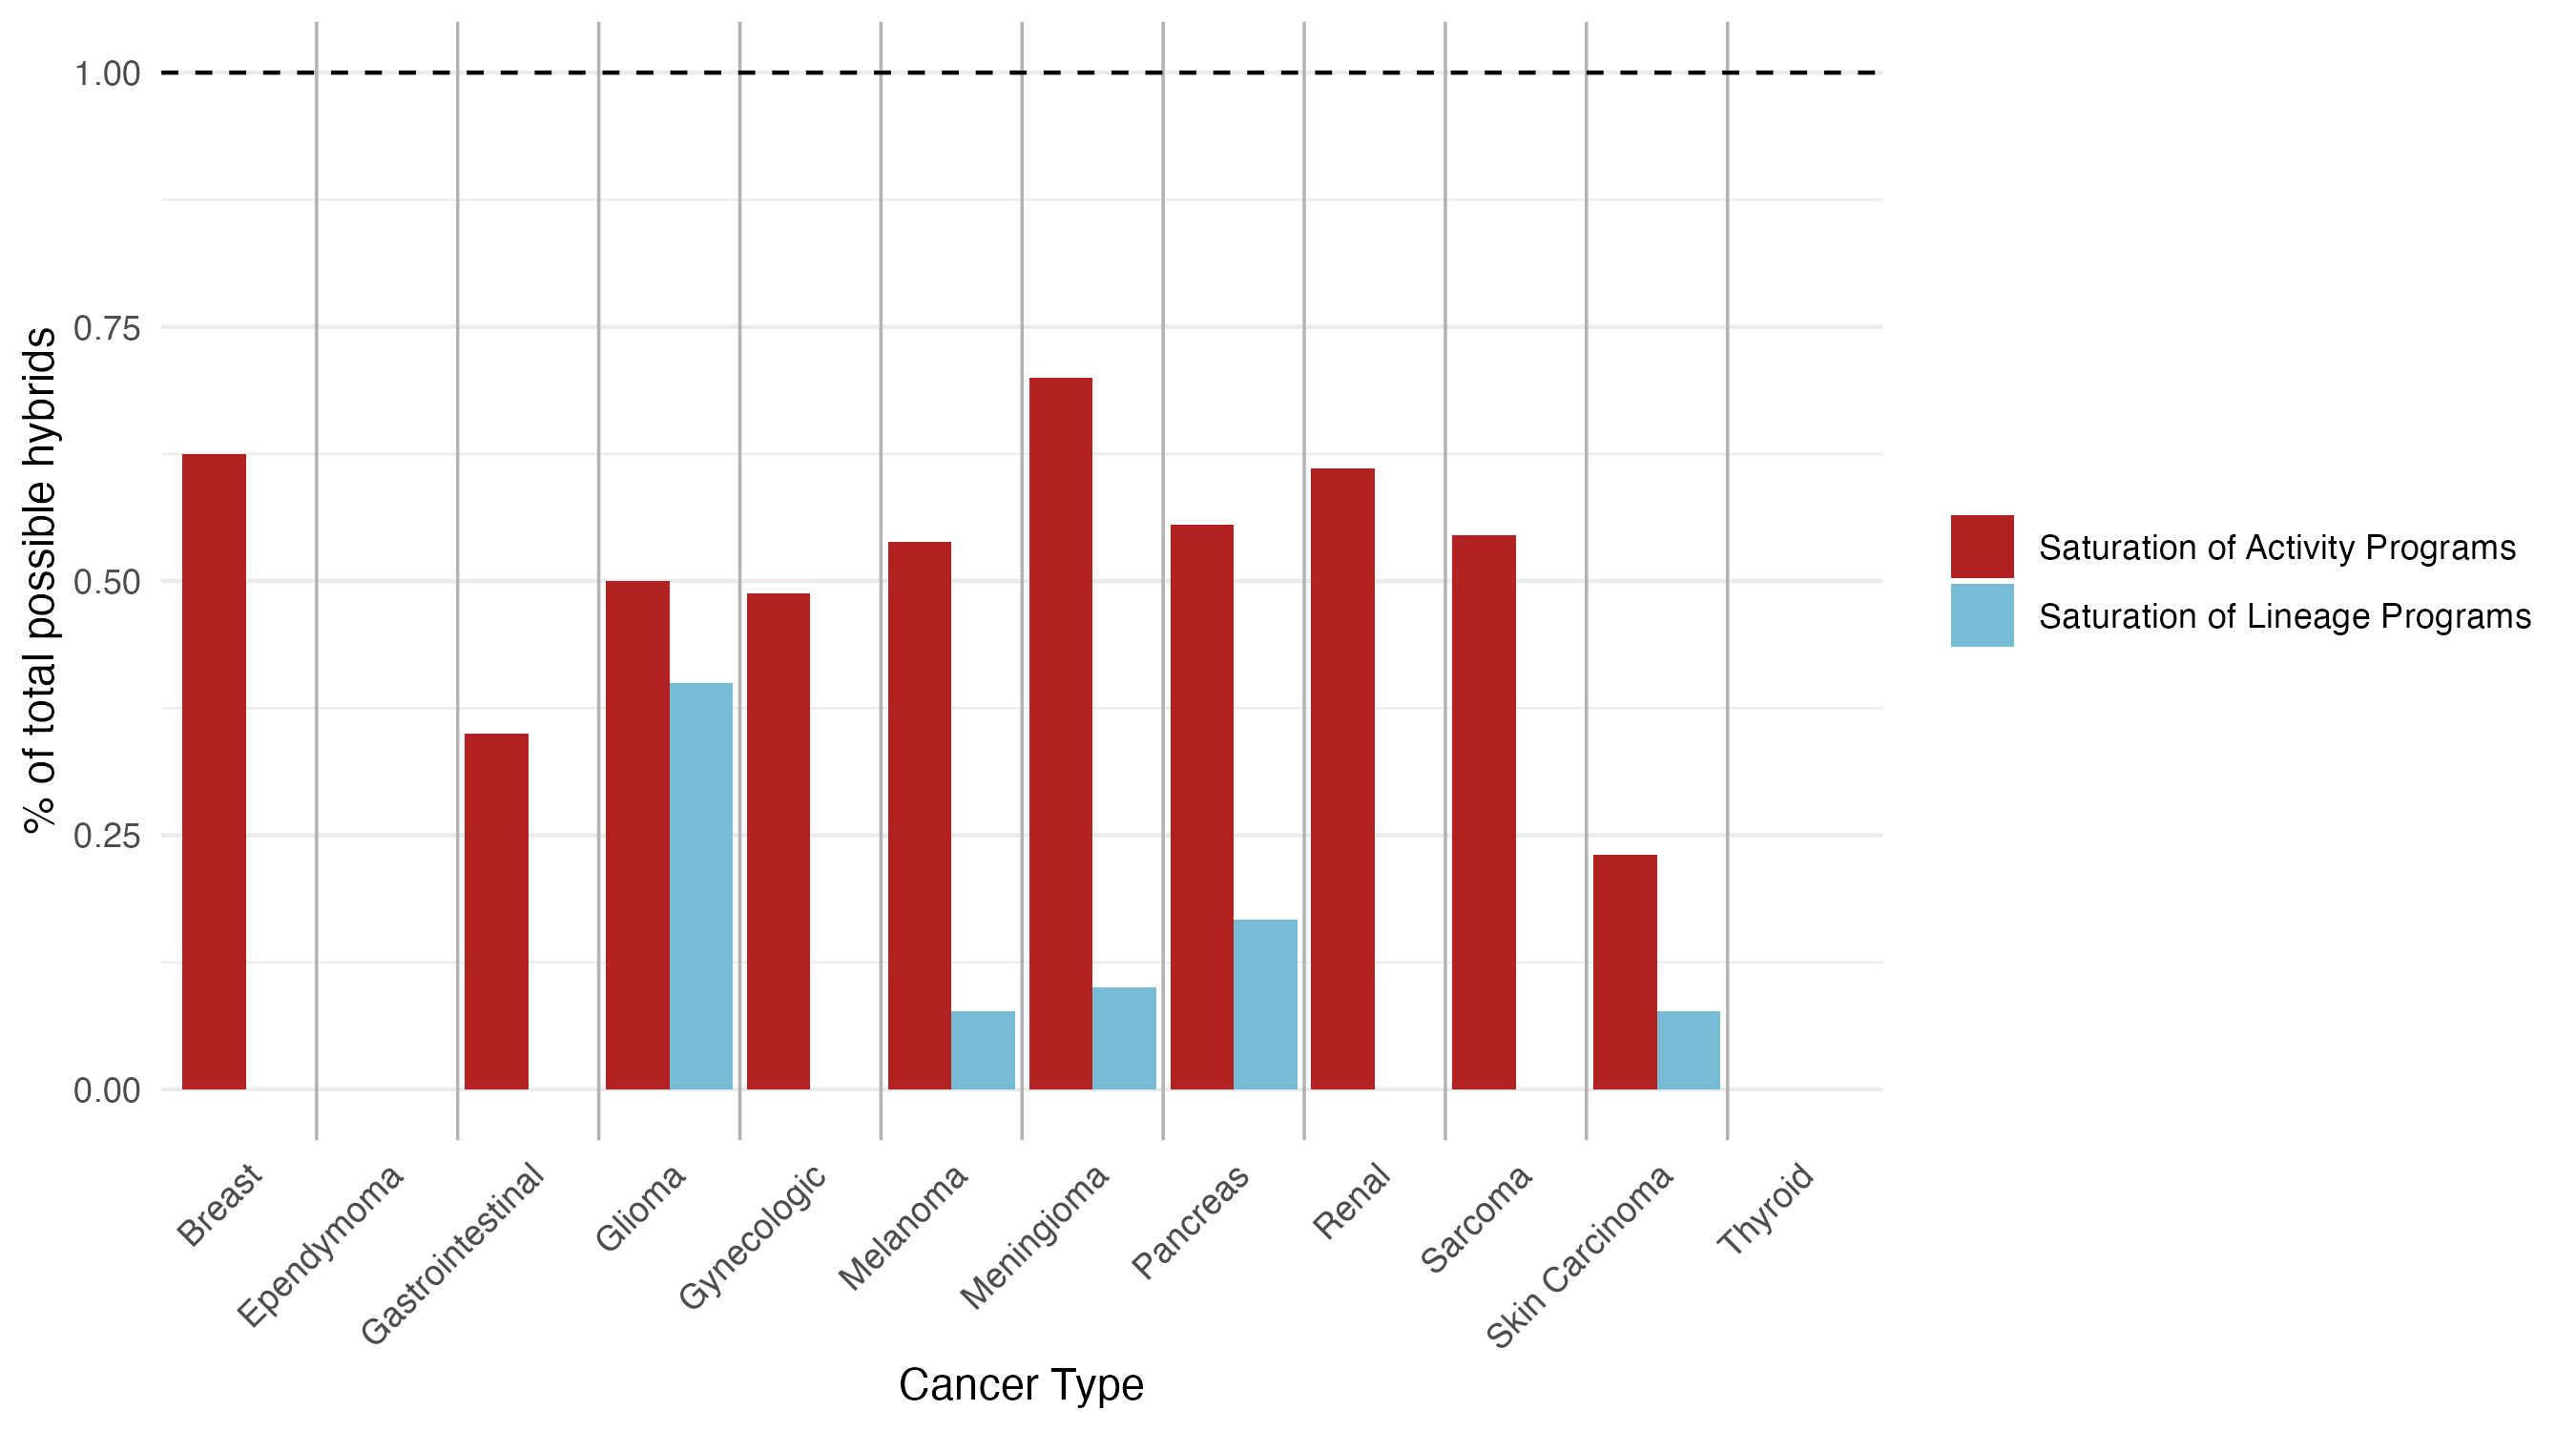 % of total possible hybrids
1.00
0.75
0.50
0.25
0.00
Breast
Ependymoma
Gastrointestinal
Glioma
Gynecologic
Melanoma
Meningioma
Pancreas
Renal
Sarcoma
Skin Carcinoma
Thyroid
Cancer Type
Saturation of Activity Programs
Saturation of Lineage Programs